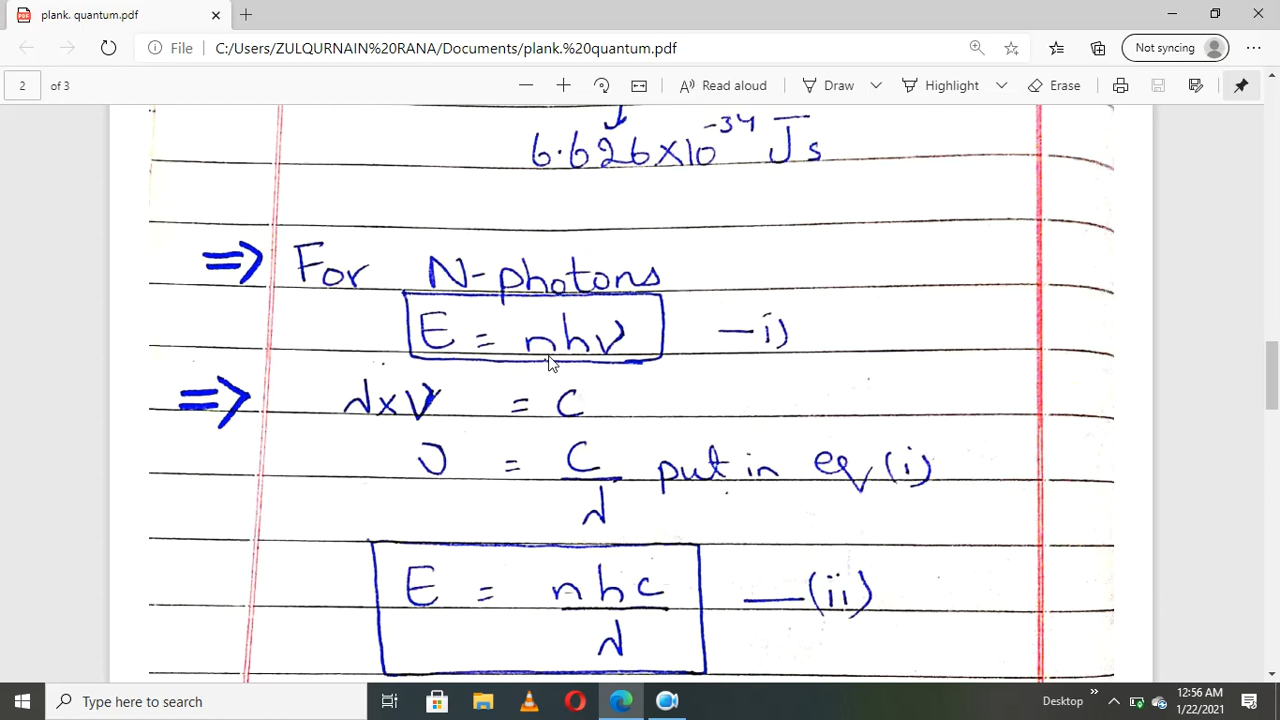 plank. quantum.pdf
File
C:/Users/ZULQURNAIN%20RANA/Documents/plank.%20quantum.pdf
Not syncing
2 of 3
Read aloud
Draw
Highlight
Erase
6.626×10⁻³⁴ Js
⇒ For N-photons
E = nhν —i)
⇒ λ×ν = C
ν = C/λ put in eq (i)
E = nhc/λ —(ii)
Type here to search
Desktop
12:56 AM
1/22/2021